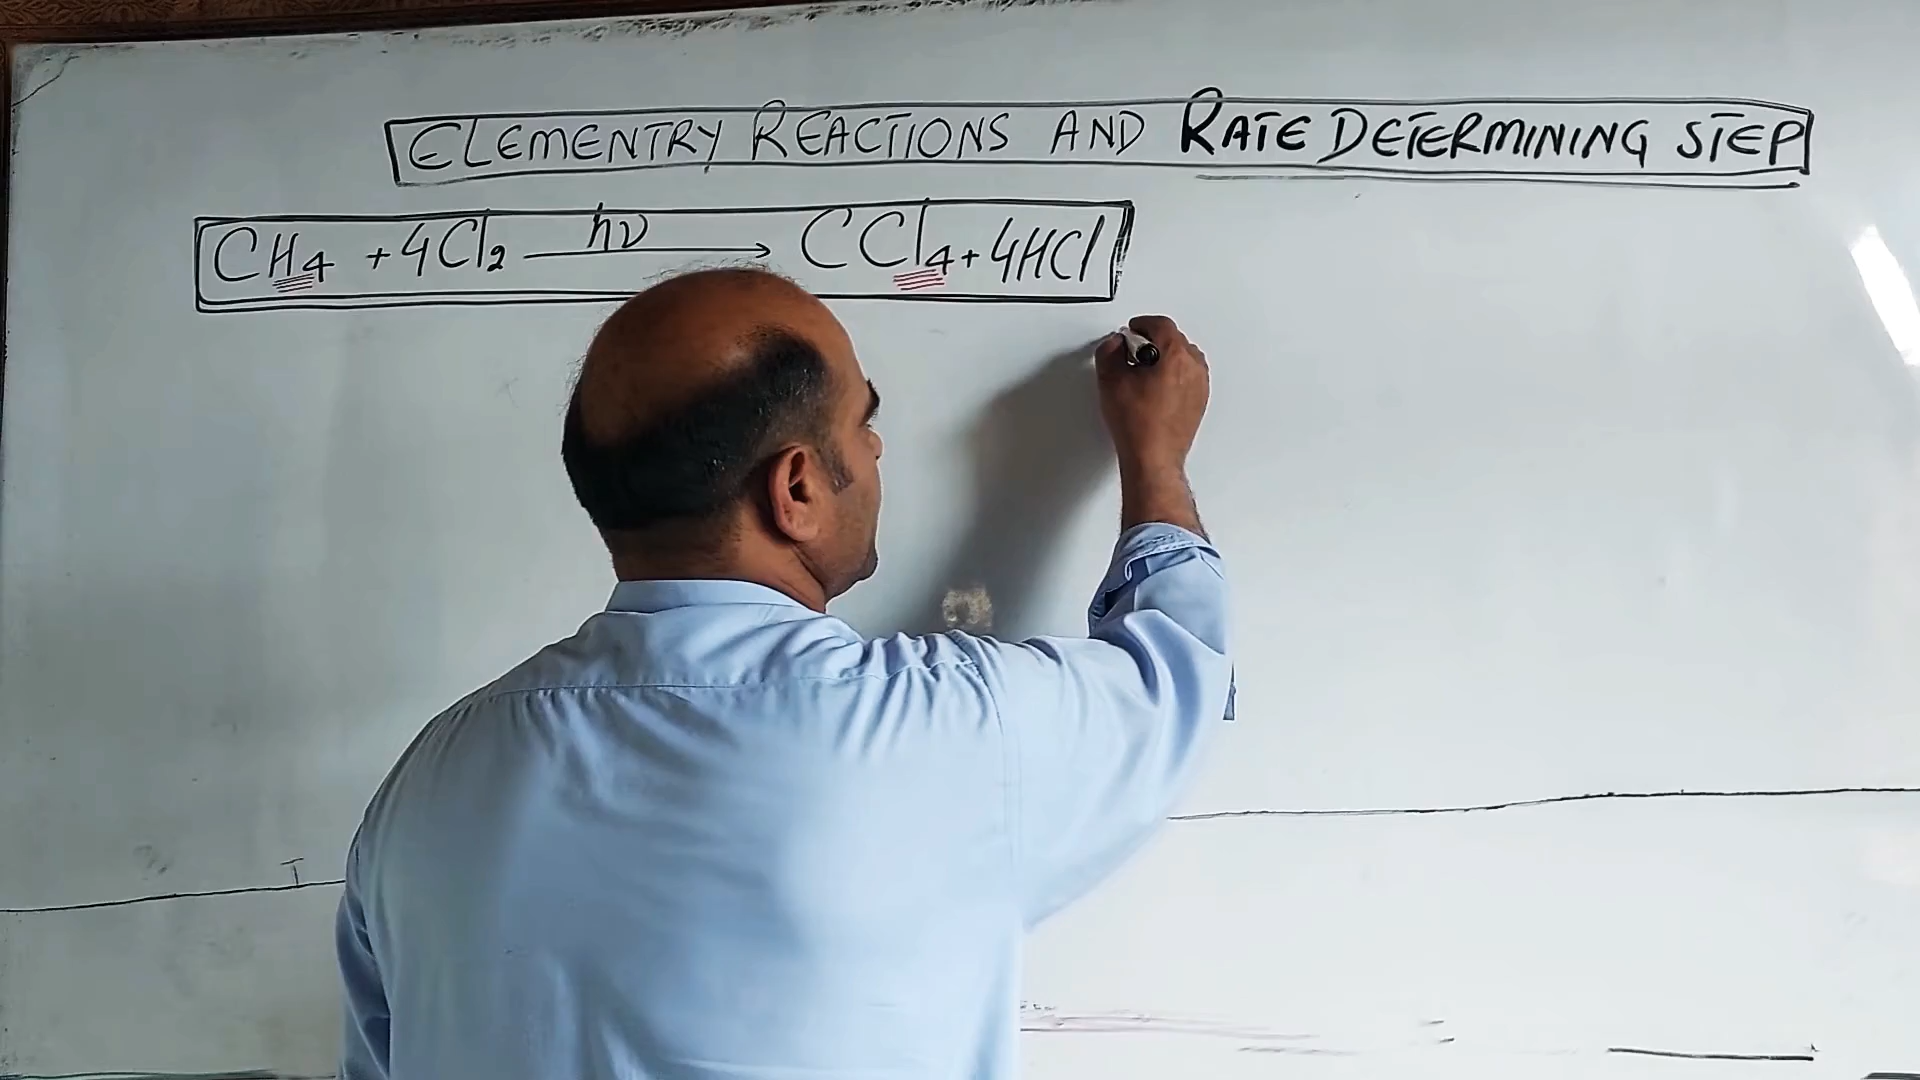 ELEMENTRY REACTIONS AND RATE DETERMINING STEP
CH₄ + 4Cl₂ hν → CCl₄ + 4HCl